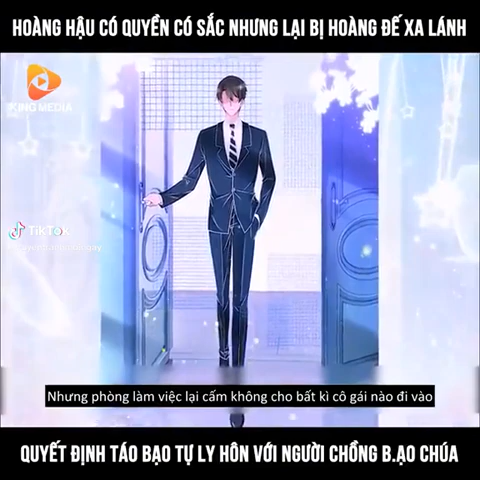 HOÀNG HẬU CÓ QUYỀN CÓ SẮC NHƯNG LẠI BỊ HOÀNG ĐẾ XA LÁNH
KING MEDIA
TikTok
Nhưng phòng làm việc lại cấm không cho bất kì cô gái nào đi vào
QUYẾT ĐỊNH TÁO BẠO TỰ LY HÔN VỚI NGƯỜI CHỒNG B.ẠO CHÚA